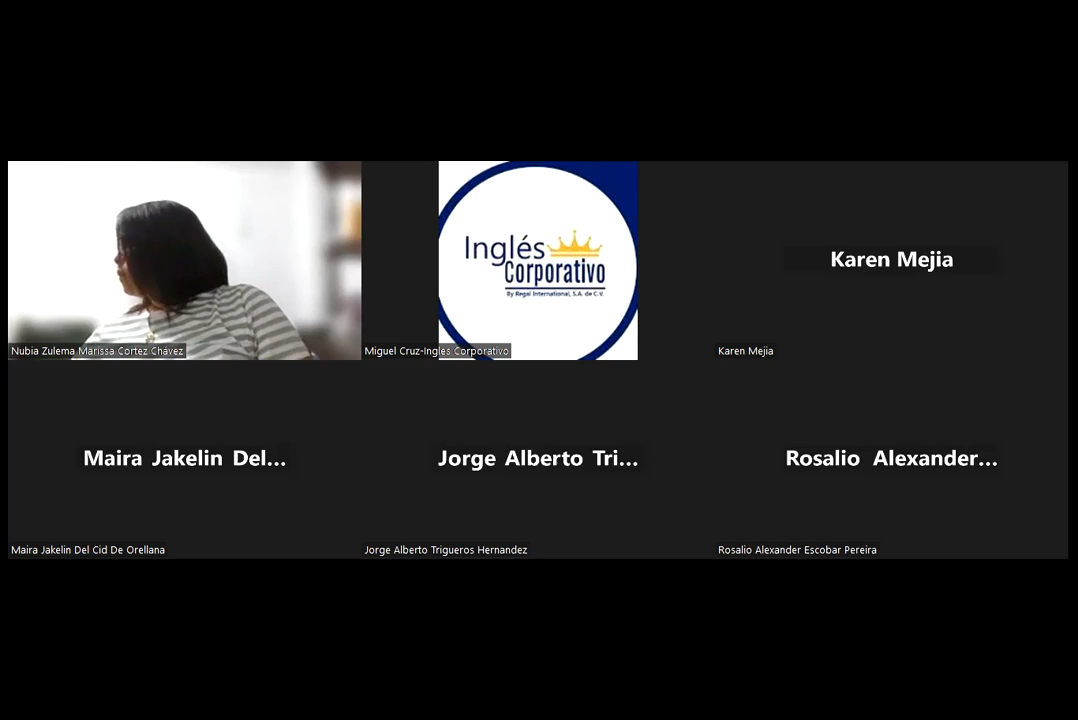 Inglés
Corporativo
By Regal International, S.A. de C.V.
Karen Mejia
Nubia Zulema Marissa Cortez Chávez
Miguel Cruz-Ingles Corporativo
Karen Mejia
Maira Jakelin Del...
Jorge Alberto Tri...
Rosalio Alexander...
Maira Jakelin Del Cid De Orellana
Jorge Alberto Trigueros Hernandez
Rosalio Alexander Escobar Pereira